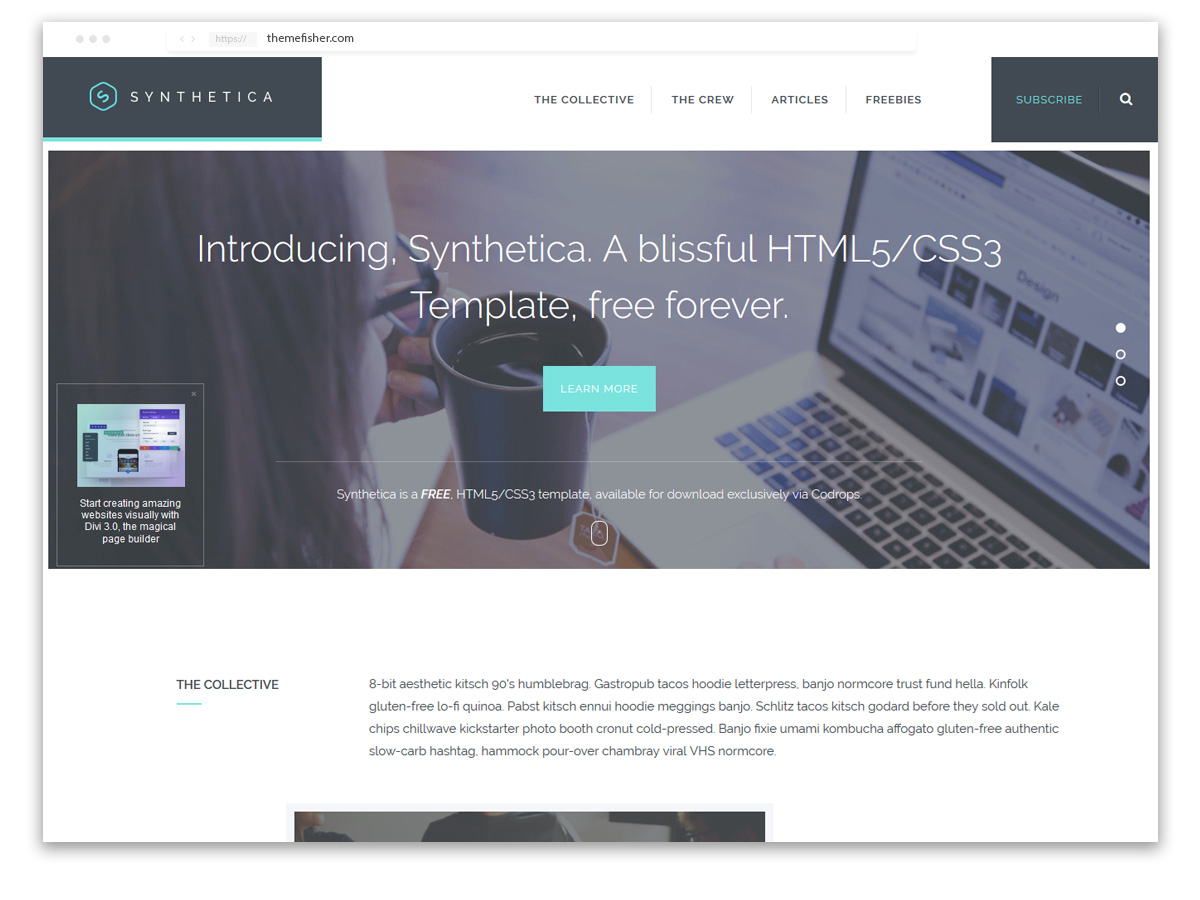 https://
themefisher.com
SYNTHETICA
THE COLLECTIVE
THE CREW
ARTICLES
FREEBIES
SUBSCRIBE
Introducing, Synthetica. A blissful HTML5/CSS3
Template, free forever.
Design
LEARN MORE
Start creating amazing
websites visually with
Divi 3.0, the magical
page builder
Synthetica is a FREE, HTML5/CSS3 template, available for download exclusively via Codrops.
THE COLLECTIVE
8-bit aesthetic kitsch 90's humblebrag. Gastropub tacos hoodie letterpress, banjo normcore trust fund hella. Kinfolk
gluten-free lo-fi quinoa. Pabst kitsch ennui hoodie meggings banjo. Schlitz tacos kitsch godard before they sold out. Kale
chips chillwave kickstarter photo booth cronut cold-pressed. Banjo fixie umami kombucha affogato gluten-free authentic
slow-carb hashtag, hammock pour-over chambray viral VHS normcore.